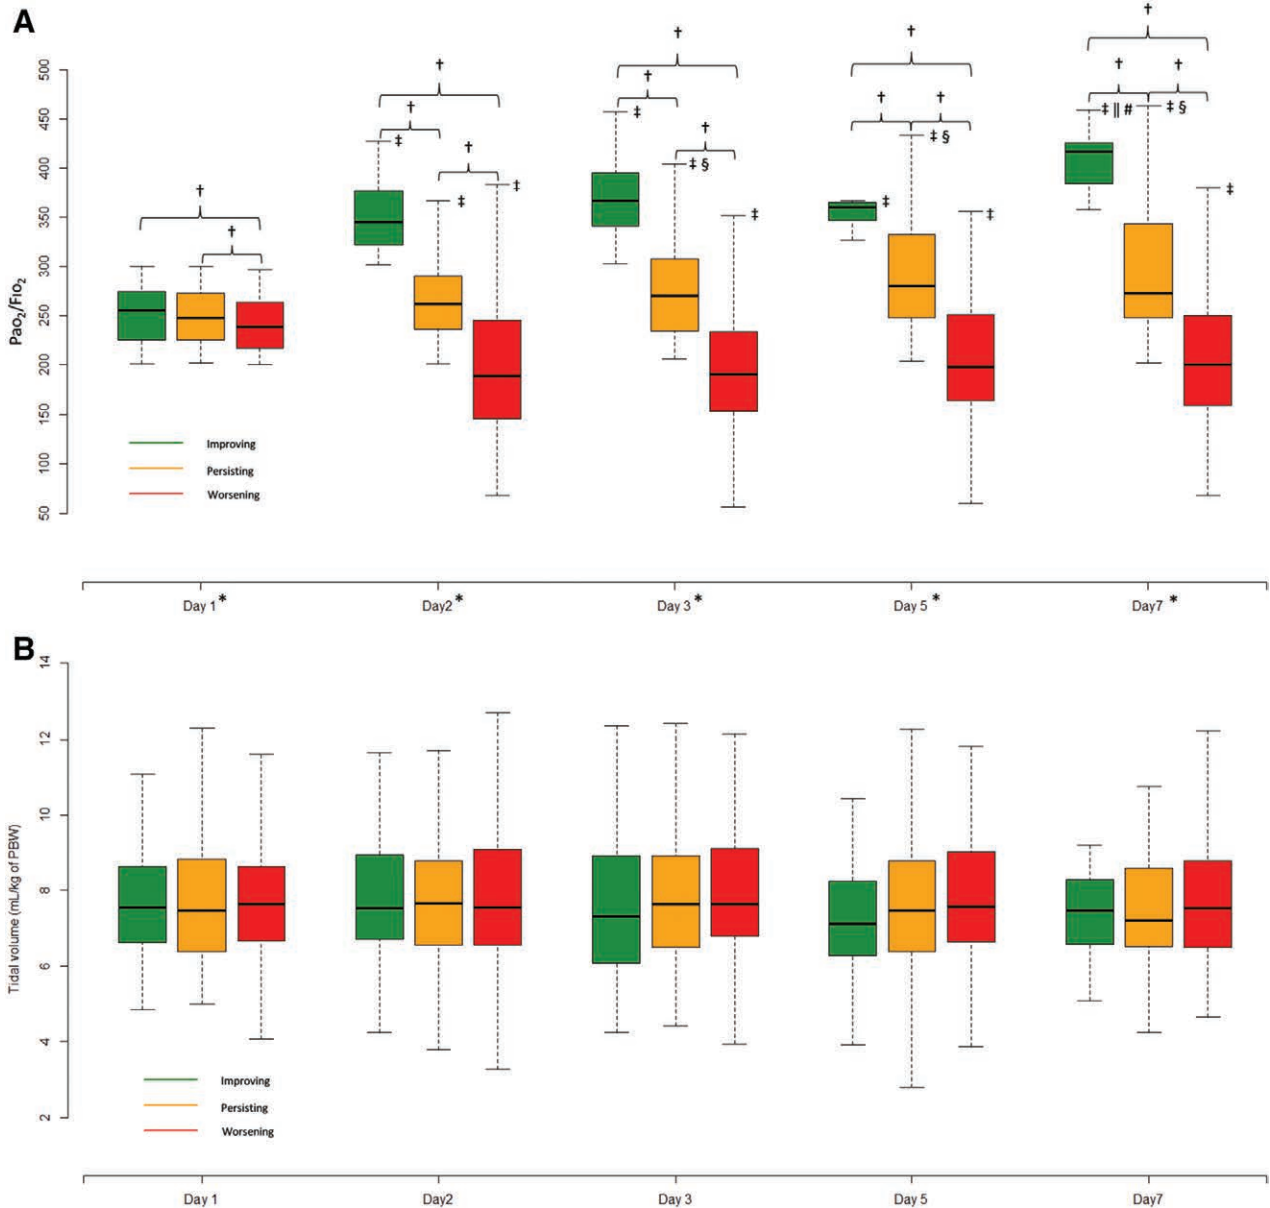 A
†
†
†
†
†
†
†
†
†
†
†
†
†
†
‡
‡
‡
‡
‡ §
‡
‡
‡ §
‡
‡ || #
‡ §
‡
500
450
400
350
300
250
200
150
100
50
Pao2/Fio2
Improving
Persisting
Worsening
Day 1*
Day2*
Day 3*
Day 5*
Day7*
B
14
12
10
8
6
4
2
Tidal volume (mL/kg of PBW)
Improving
Persisting
Worsening
Day 1
Day2
Day 3
Day 5
Day7